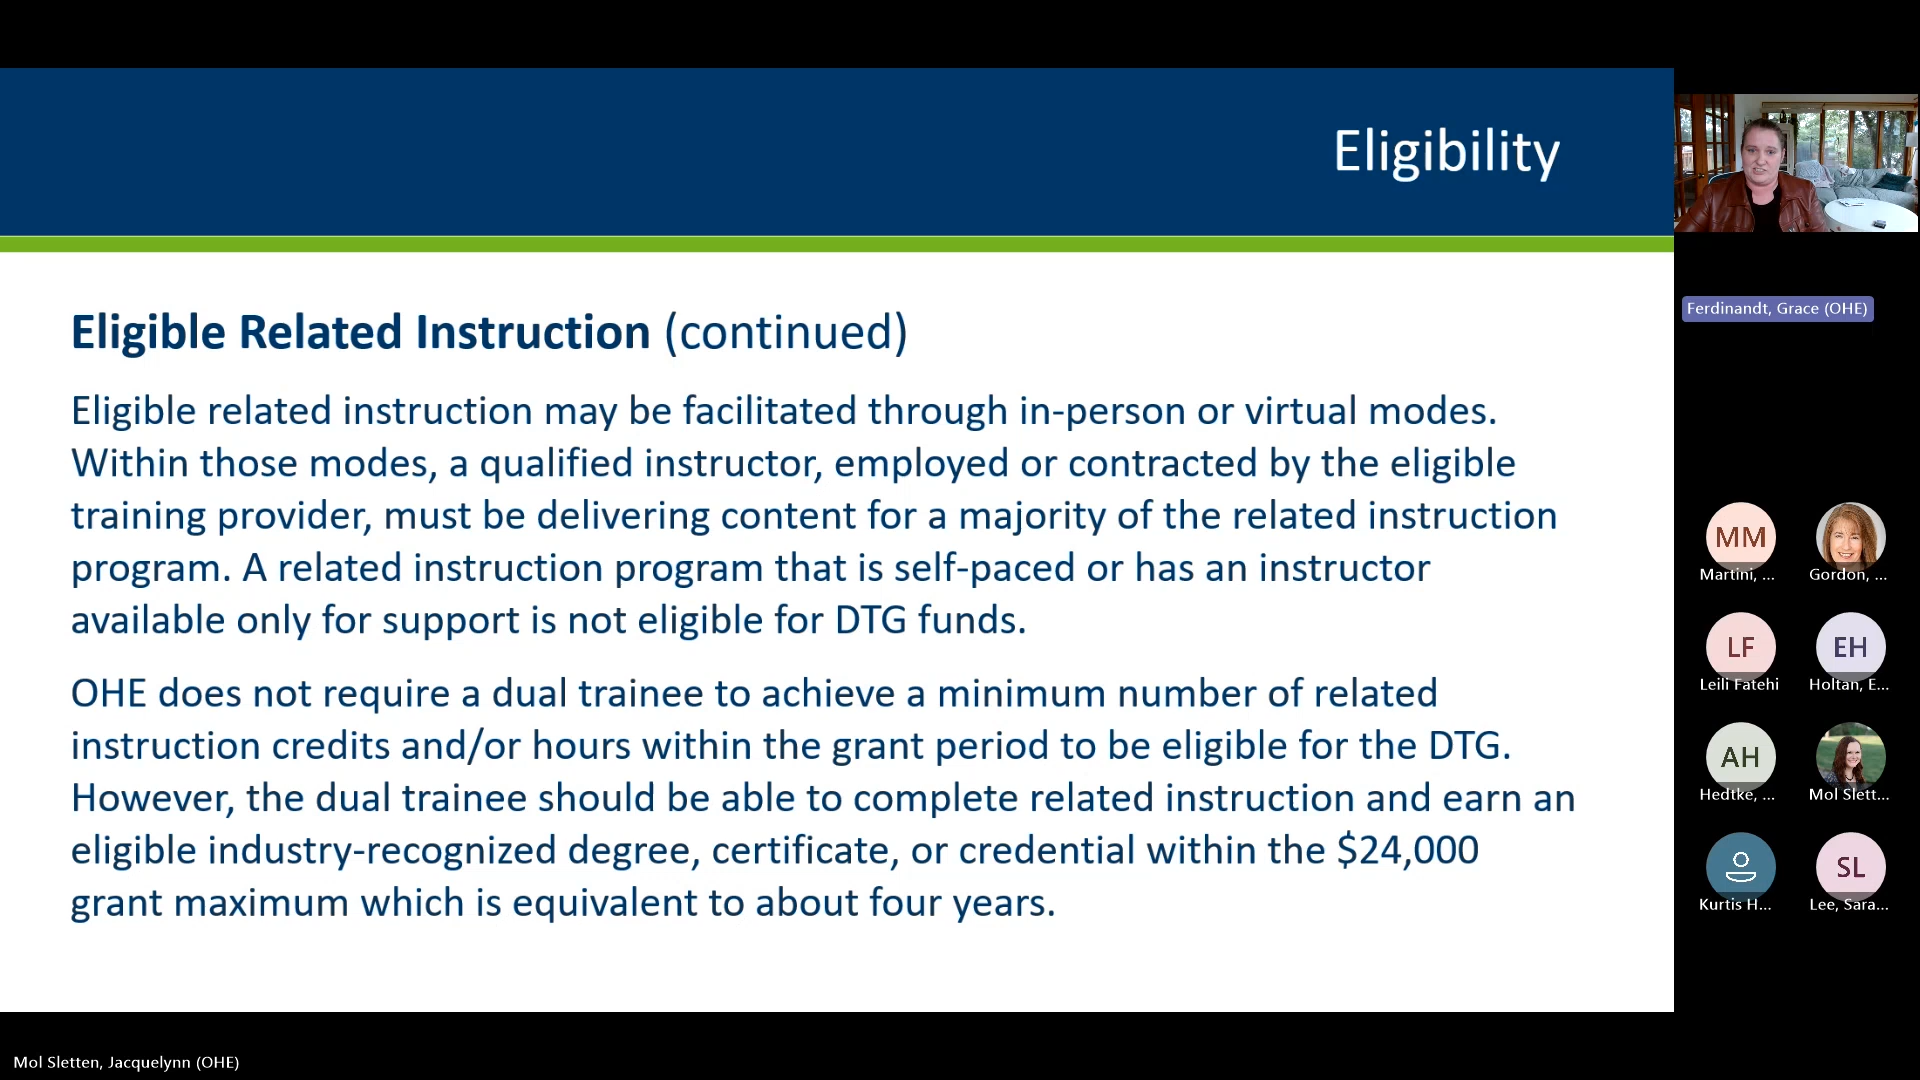 Eligibility
Eligible Related Instruction (continued)
Eligible related instruction may be facilitated through in-person or virtual modes.
Within those modes, a qualified instructor, employed or contracted by the eligible
training provider, must be delivering content for a majority of the related instruction
program. A related instruction program that is self-paced or has an instructor
available only for support is not eligible for DTG funds.
OHE does not require a dual trainee to achieve a minimum number of related
instruction credits and/or hours within the grant period to be eligible for the DTG.
However, the dual trainee should be able to complete related instruction and earn an
eligible industry-recognized degree, certificate, or credential within the $24,000
grant maximum which is equivalent to about four years.
Ferdinandt, Grace (OHE)
MM
Martini, ...
Gordon, ...
LF
EH
Leili Fatehi
Holtan, E...
AH
Hedtke, ...
Mol Slett...
SL
Kurtis H...
Lee, Sara...
Mol Sletten, Jacquelynn (OHE)